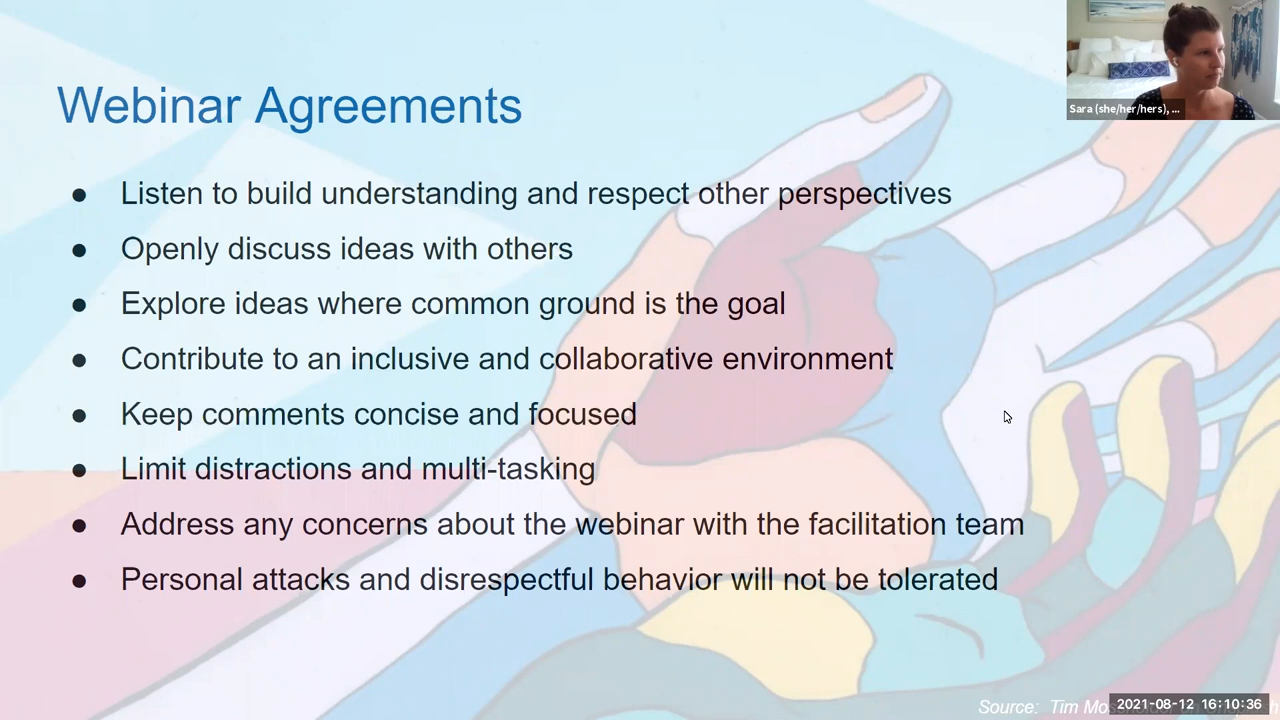 Webinar Agreements
Sara (she/her/hers), ...
● Listen to build understanding and respect other perspectives
● Openly discuss ideas with others
● Explore ideas where common ground is the goal
● Contribute to an inclusive and collaborative environment
● Keep comments concise and focused
● Limit distractions and multi-tasking
● Address any concerns about the webinar with the facilitation team
● Personal attacks and disrespectful behavior will not be tolerated
Source: Tim
2021-08-12 16:10:36